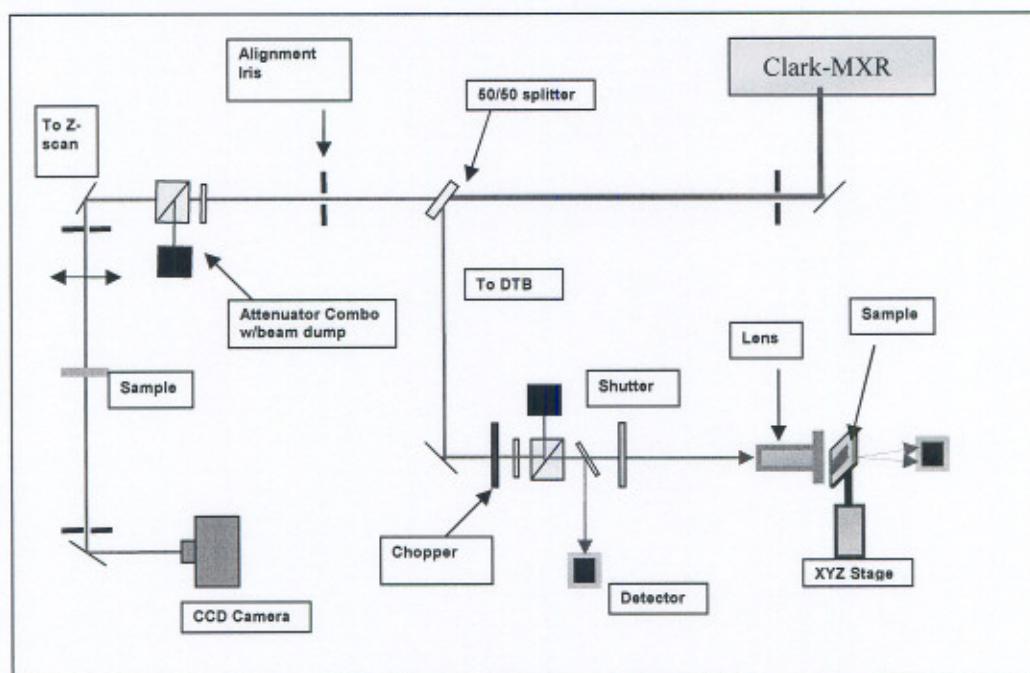 Alignment
Iris
Clark-MXR
50/50 splitter
To Z-
scan
To DTB
Attenuator Combo
w/beam dump
Lens
Sample
Sample
Shutter
Chopper
Detector
XYZ Stage
CCD Camera